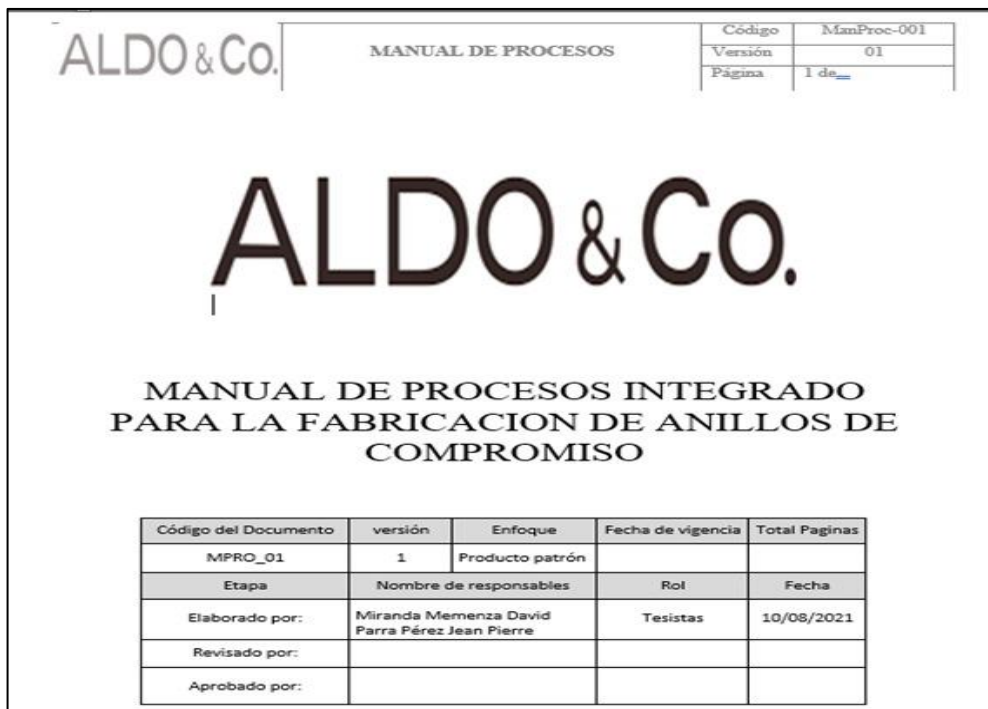 ALDO & Co.
MANUAL DE PROCESOS
Código ManProc-001
Versión 01
Página 1 de
ALDO & Co.
MANUAL DE PROCESOS INTEGRADO
PARA LA FABRICACION DE ANILLOS DE
COMPROMISO
Código del Documento versión Enfoque Fecha de vigencia Total Paginas
MPRO_01 1 Producto patrón
Etapa Nombre de responsables Rol Fecha
Elaborado por: Miranda Memenza David
Parra Pérez Jean Pierre Tesistas 10/08/2021
Revisado por:
Aprobado por: